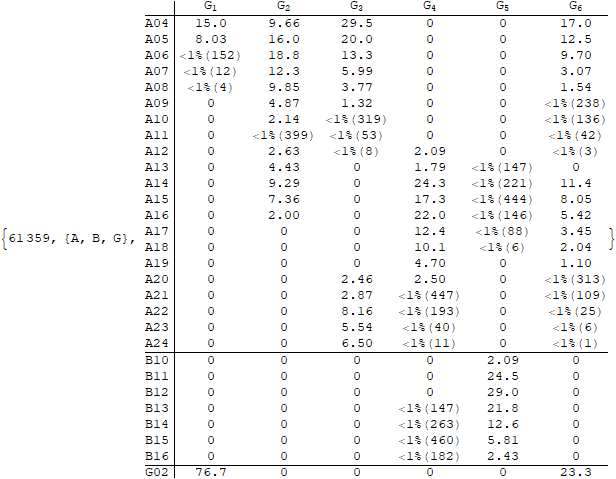 G1 G2 G3 G4 G5 G6
A04 15.0 9.66 29.5 0 0 17.0
A05 8.03 16.0 20.0 0 0 12.5
A06 <1%(152) 18.8 13.3 0 0 9.70
A07 <1%(12) 12.3 5.99 0 0 3.07
A08 <1%(4) 9.85 3.77 0 0 1.54
A09 0 4.87 1.32 0 0 <1%(238)
A10 0 2.14 <1%(319) 0 0 <1%(136)
A11 0 <1%(399) <1%(53) 0 0 <1%(42)
A12 0 2.63 <1%(8) 2.09 0 <1%(3)
A13 0 4.43 0 1.79 <1%(147) 0
A14 0 9.29 0 24.3 <1%(221) 11.4
A15 0 7.36 0 17.3 <1%(444) 8.05
A16 0 2.00 0 22.0 <1%(146) 5.42
{61359, {A, B, G}, }
A17 0 0 0 12.4 <1%(88) 3.45
A18 0 0 0 10.1 <1%(6) 2.04
A19 0 0 0 4.70 0 1.10
A20 0 0 2.46 2.50 0 <1%(313)
A21 0 0 2.87 <1%(447) 0 <1%(109)
A22 0 0 8.16 <1%(193) 0 <1%(25)
A23 0 0 5.54 <1%(40) 0 <1%(6)
A24 0 0 6.50 <1%(11) 0 <1%(1)
B10 0 0 0 0 2.09 0
B11 0 0 0 0 24.5 0
B12 0 0 0 0 29.0 0
B13 0 0 0 <1%(147) 21.8 0
B14 0 0 0 <1%(263) 12.6 0
B15 0 0 0 <1%(460) 5.81 0
B16 0 0 0 <1%(182) 2.43 0
G02 76.7 0 0 0 0 23.3